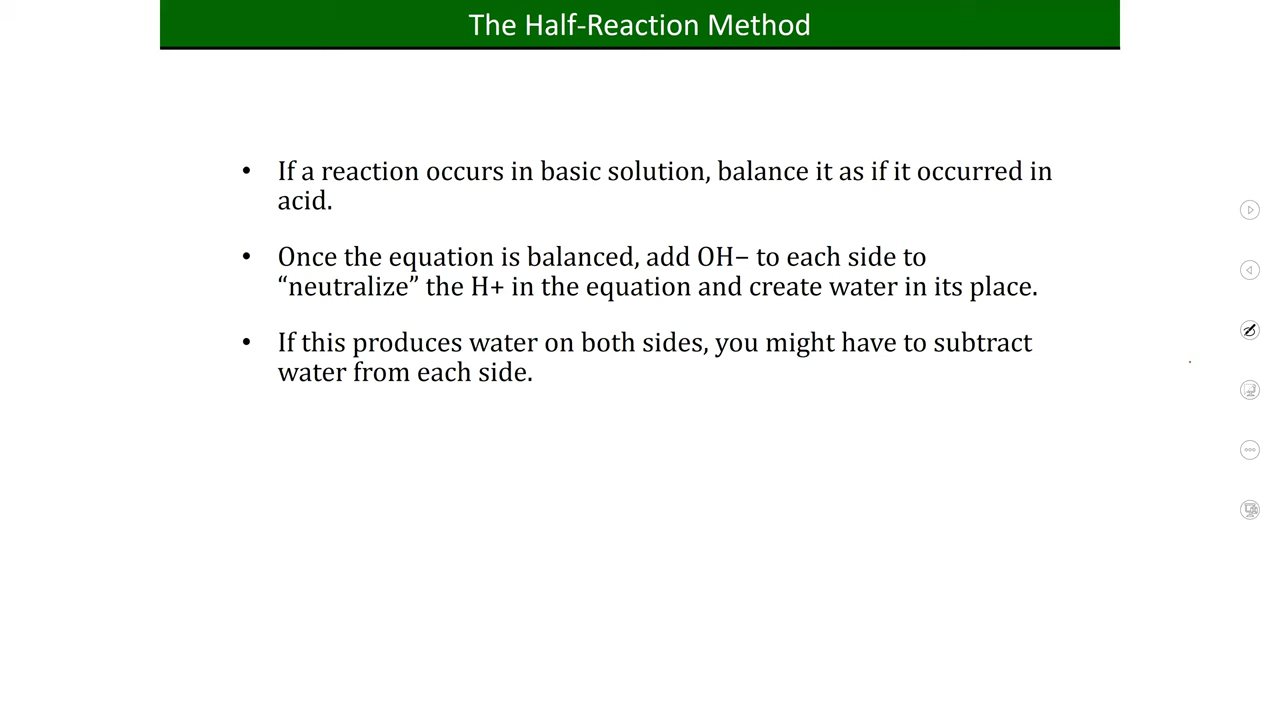 The Half-Reaction Method
• If a reaction occurs in basic solution, balance it as if it occurred in
acid.
• Once the equation is balanced, add OH− to each side to
“neutralize” the H+ in the equation and create water in its place.
• If this produces water on both sides, you might have to subtract
water from each side.